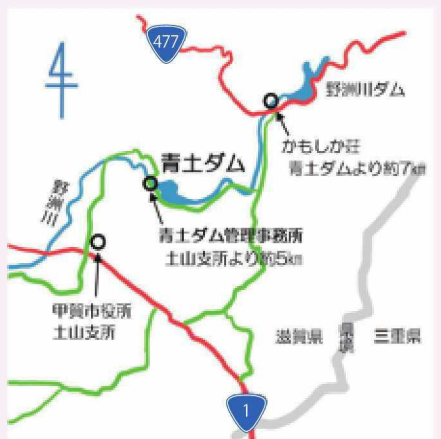 477
野洲川ダム
かもしか荘
青土ダムより約7㎞
青土ダム
野洲川
青土ダム管理事務所
土山支所より約5㎞
甲賀市役所
土山支所
滋賀県
県境
三重県
1